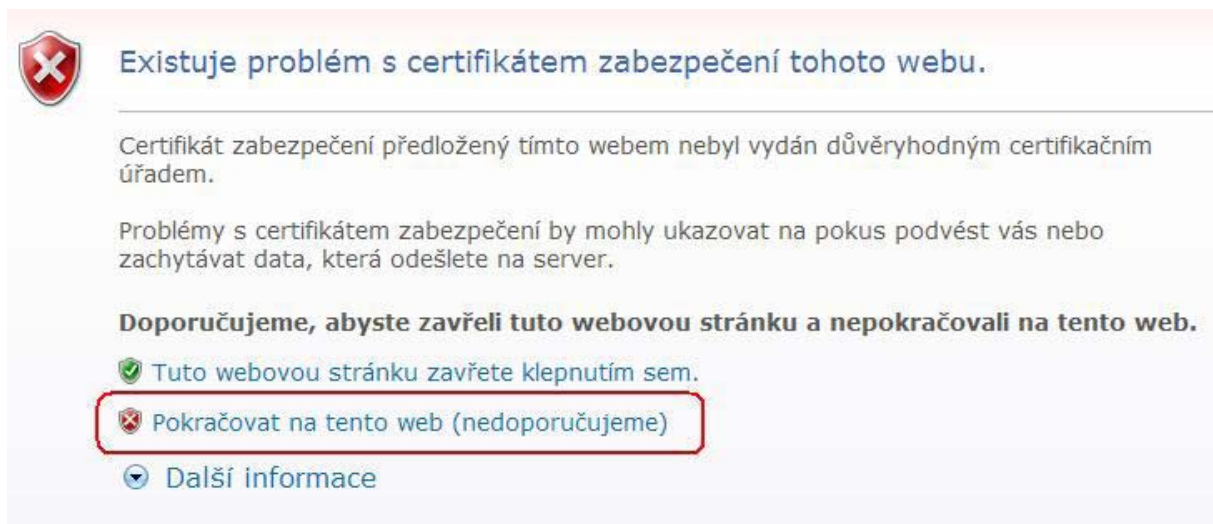 Existuje problém s certifikátem zabezpečení tohoto webu.
Certifikát zabezpečení předložený tímto webem nebyl vydán důvěryhodným certifikačním
úřadem.
Problémy s certifikátem zabezpečení by mohly ukazovat na pokus podvést vás nebo
zachytávat data, která odešlete na server.
Doporučujeme, abyste zavřeli tuto webovou stránku a nepokračovali na tento web.
Tuto webovou stránku zavřete klepnutím sem.
Pokračovat na tento web (nedoporučujeme)
Další informace